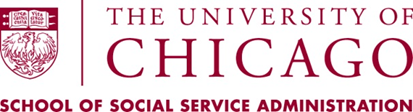 THE UNIVERSITY OF
CHICAGO
SCHOOL OF SOCIAL SERVICE ADMINISTRATION